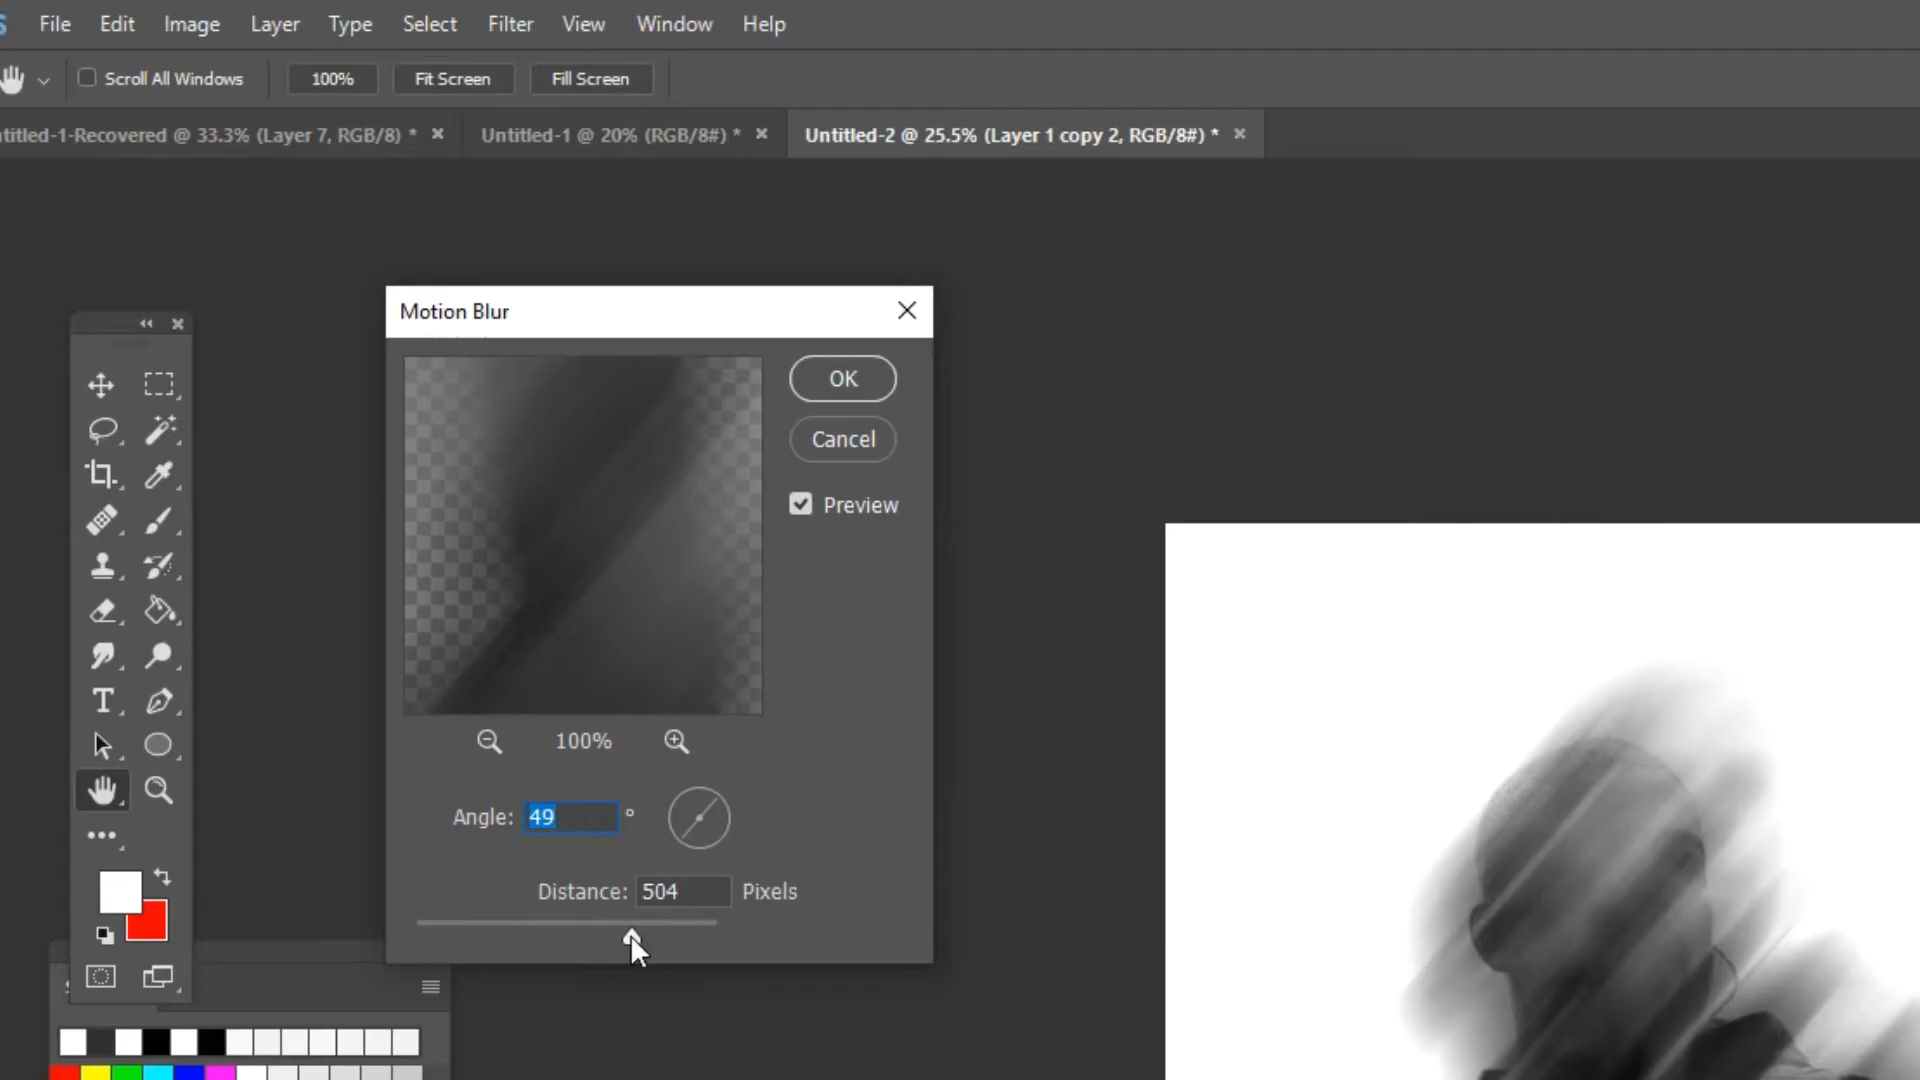 File Edit Image Layer Type Select Filter View Window Help
Scroll All Windows 100% Fit Screen Fill Screen
titled-1-Recovered @ 33.3% (Layer 7, RGB/8) * Untitled-1 @ 20% (RGB/8#) * Untitled-2 @ 25.5% (Layer 1 copy 2, RGB/8#) *
Motion Blur
OK
Cancel
Preview
100%
Angle: 49 °
Distance: 504 Pixels